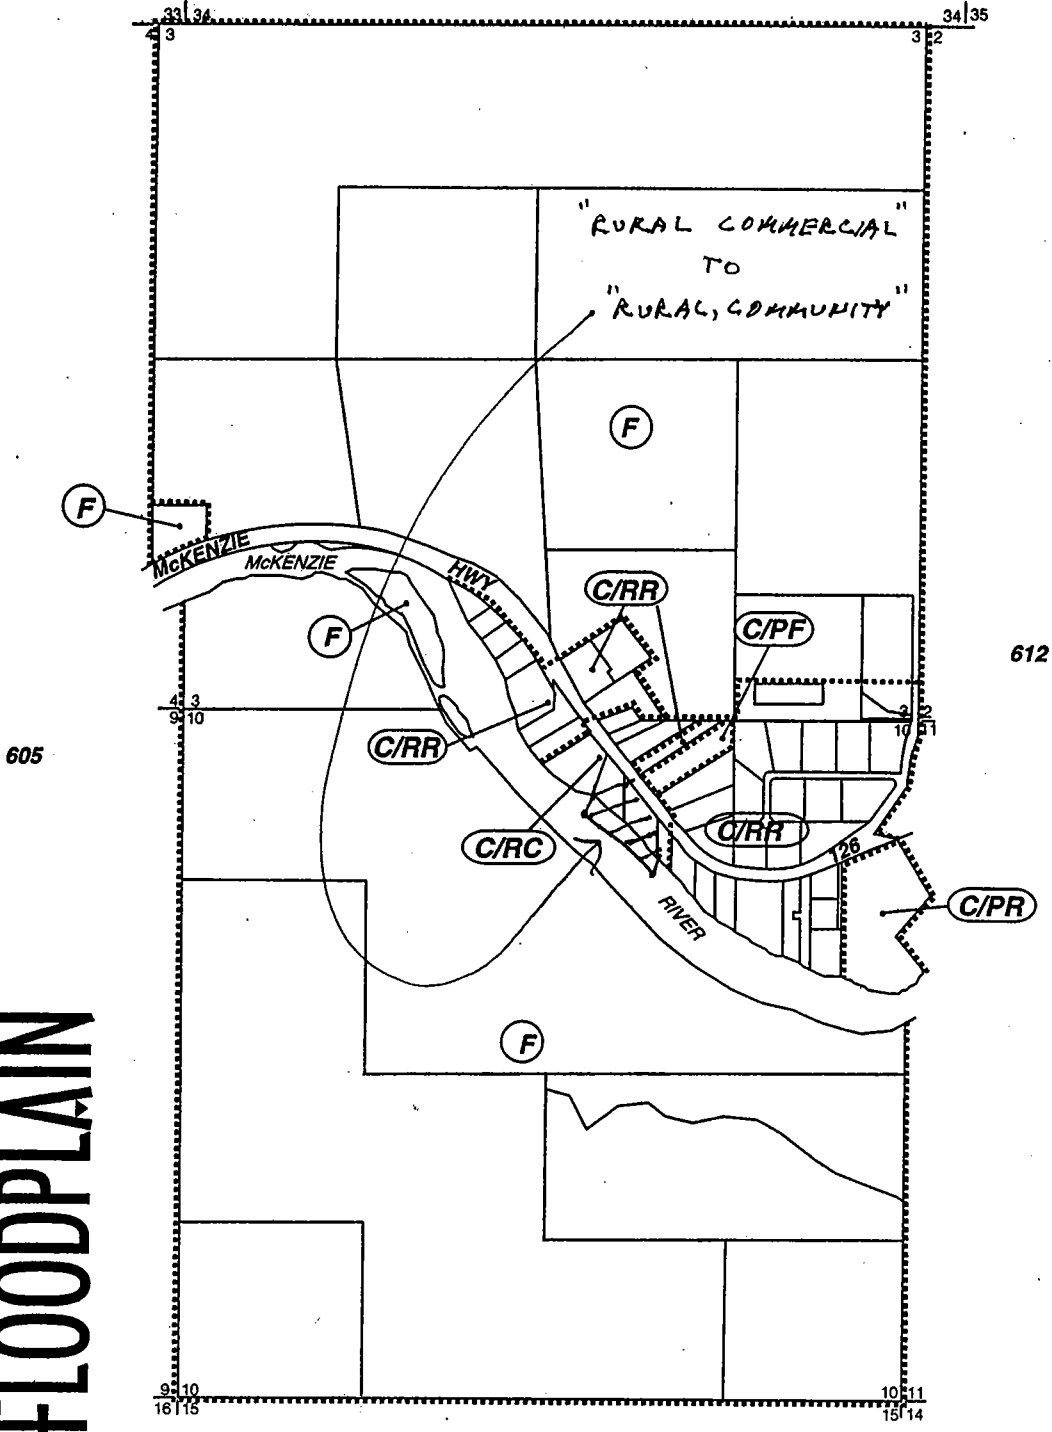 33|34
34|35
4 3
3 2
"RURAL COMMERCIAL"
TO
"RURAL, COMMUNITY"
F
F
McKENZIE
McKENZIE
HWY
C/RR
C/PF
F
612
4 3
9 10
3 2
10 11
605
C/RR
C/RC
C/RR
126
C/PR
RIVER
F
FLOODPLAIN
9 10
16 15
10 11
15 14